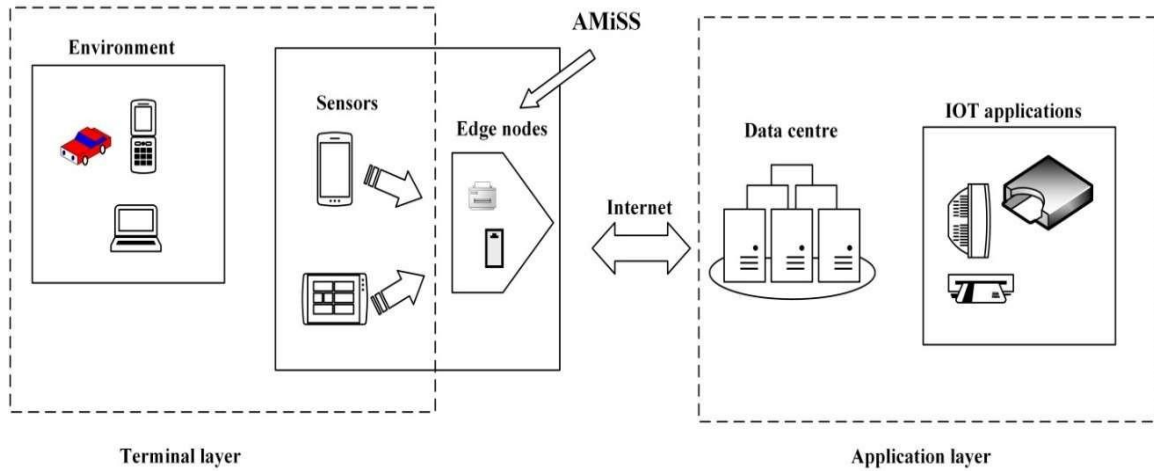 AMiSS
Environment
Sensors
Edge nodes
Internet
Data centre
IOT applications
Terminal layer
Application layer